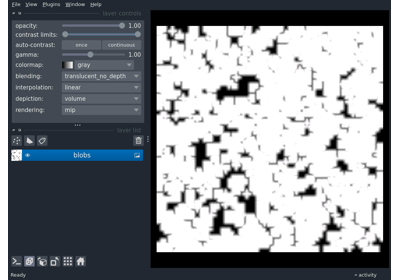 File View Plugins Window Help
layer controls
opacity: 1.00
contrast limits:
auto-contrast: once continuous
gamma: 1.00
colormap: gray
blending: translucent_no_depth
interpolation: linear
depiction: volume
rendering: mip
layer list
blobs
Ready
activity